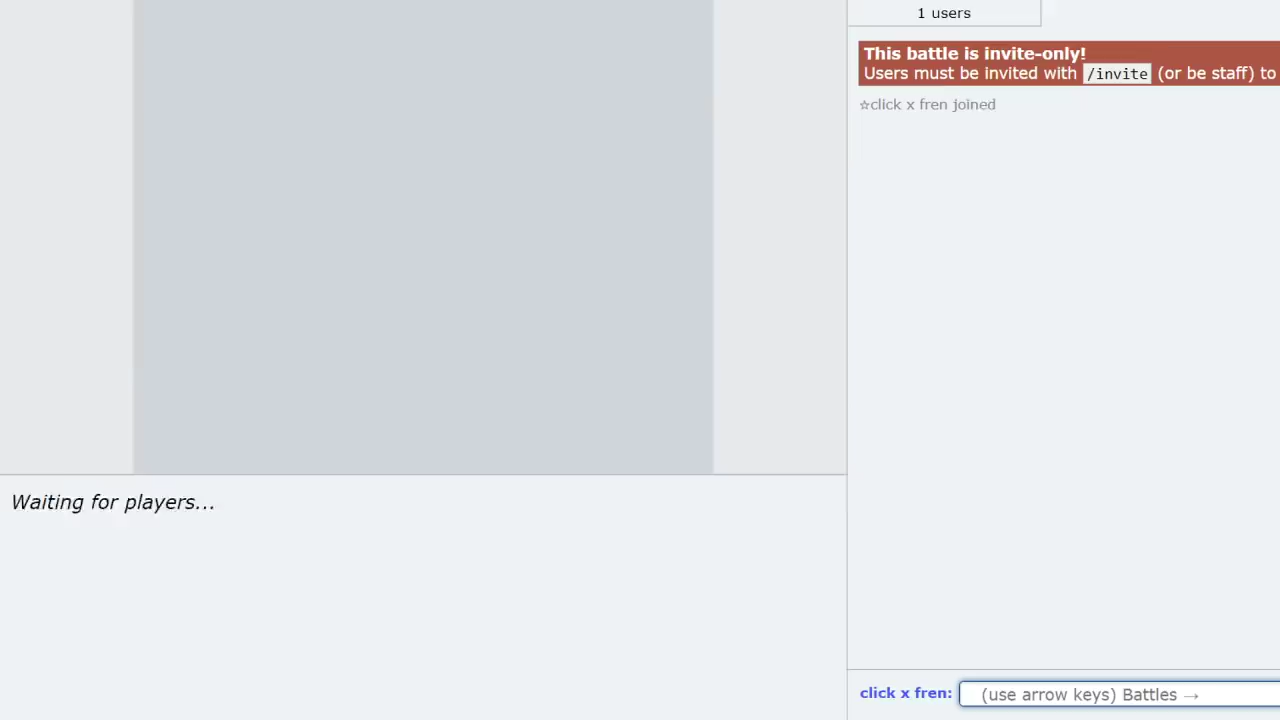 1 users
This battle is invite-only!
Users must be invited with /invite (or be staff) to
☆click x fren joined
Waiting for players...
click x fren: (use arrow keys) Battles →